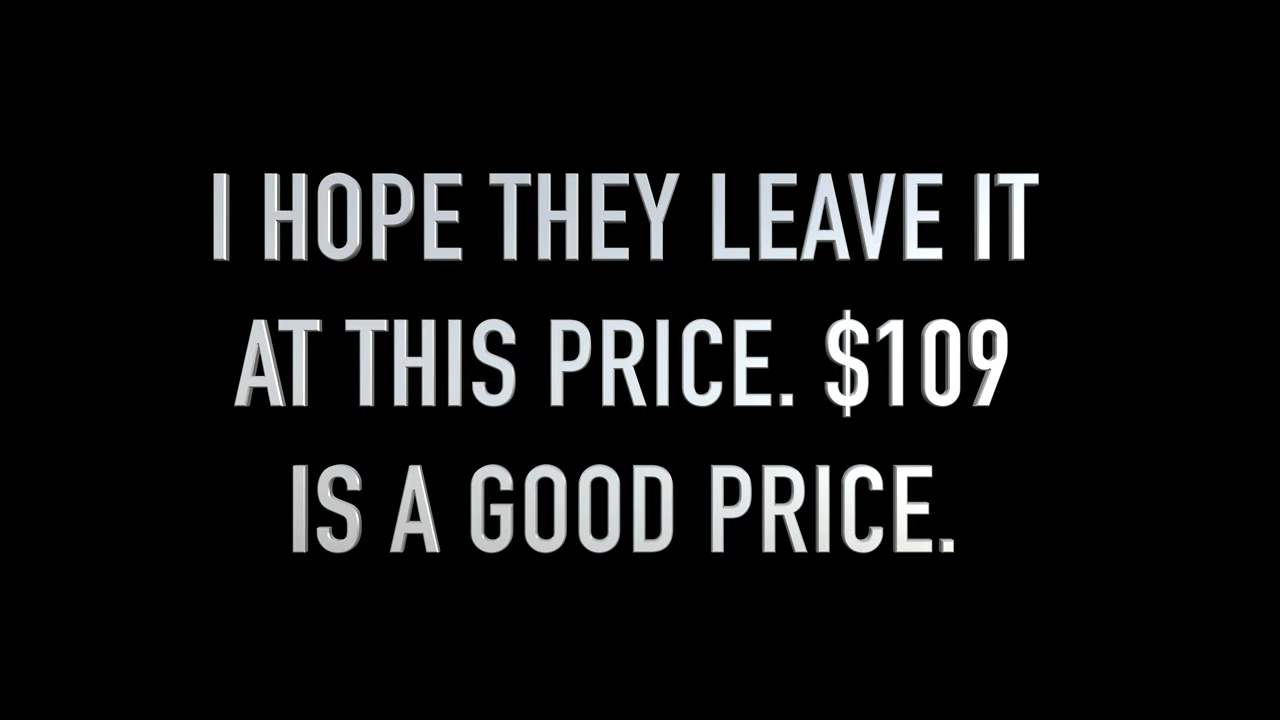 I HOPE THEY LEAVE IT
AT THIS PRICE. $109
IS A GOOD PRICE.